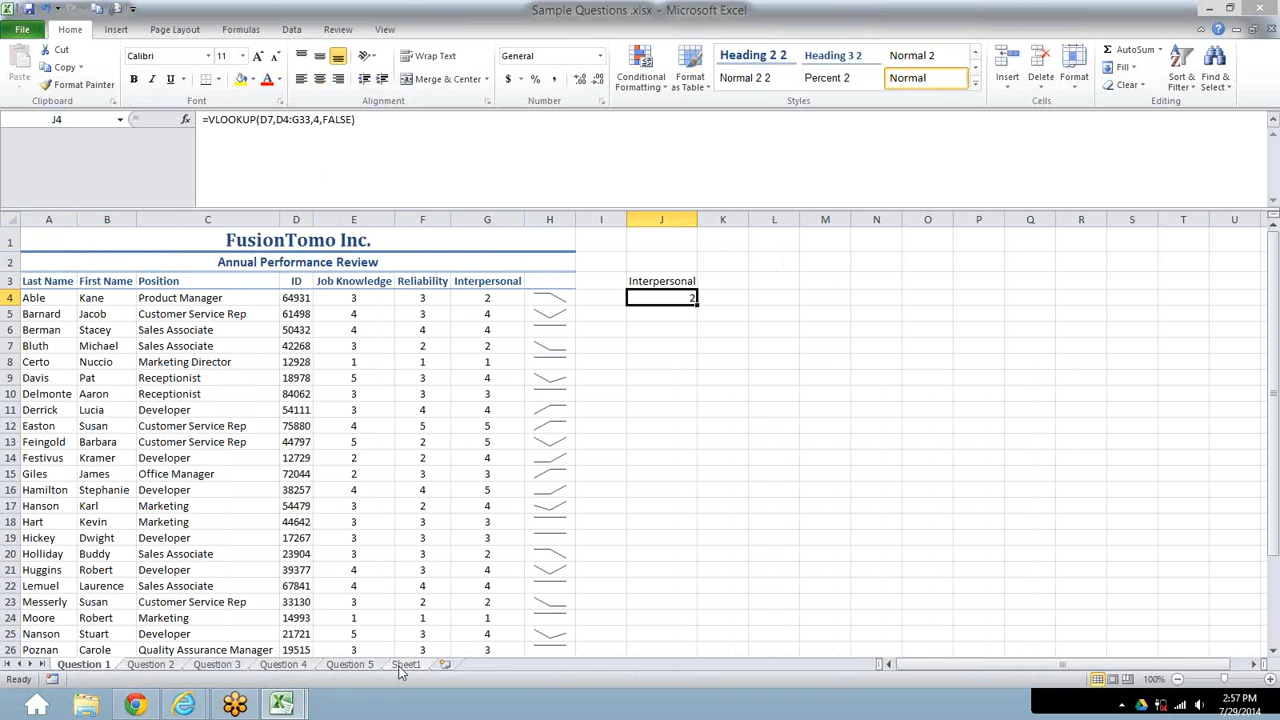 Sample Questions .xlsx - Microsoft Excel
File Home Insert Page Layout Formulas Data Review View
Cut
Copy
Format Painter
Paste
Calibri 11
Wrap Text
Merge & Center
General
Conditional Formatting
Format as Table
Heading 2 2 Heading 3 2 Normal 2
Normal 2 2 Percent 2 Normal
Insert Delete Format
AutoSum
Fill
Clear
Sort & Filter
Find & Select
Clipboard Font Alignment Number Styles Cells Editing
J4 fx =VLOOKUP(D7,D4:G33,4,FALSE)
A B C D E F G H I J K L M N O P Q R S T U
1 FusionTomo Inc.
2 Annual Performance Review
3 Last Name First Name Position ID Job Knowledge Reliability Interpersonal Interpersonal
4 Able Kane Product Manager 64931 3 3 2 2
5 Barnard Jacob Customer Service Rep 61498 4 3 4
6 Berman Stacey Sales Associate 50432 4 4 4
7 Bluth Michael Sales Associate 42268 3 2 2
8 Certo Nuccio Marketing Director 12928 1 1 1
9 Davis Pat Receptionist 18978 5 3 4
10 Delmonte Aaron Receptionist 84062 3 3 3
11 Derrick Lucia Developer 54111 3 4 4
12 Easton Susan Customer Service Rep 75880 4 5 5
13 Feingold Barbara Customer Service Rep 44797 5 2 5
14 Festivus Kramer Developer 12729 2 2 4
15 Giles James Office Manager 72044 2 3 3
16 Hamilton Stephanie Developer 38257 4 4 5
17 Hanson Karl Marketing 54479 3 2 4
18 Hart Kevin Marketing 44642 3 3 3
19 Hickey Dwight Developer 17267 3 3 3
20 Holliday Buddy Sales Associate 23904 3 3 2
21 Huggins Robert Developer 39377 4 3 4
22 Lemuel Laurence Sales Associate 67841 4 4 4
23 Messerly Susan Customer Service Rep 33130 3 2 2
24 Moore Robert Marketing 14993 1 1 1
25 Nanson Stuart Developer 21721 5 3 4
26 Poznan Carole Quality Assurance Manager 19515 3 3 3
Question 1 Question 2 Question 3 Question 4 Question 5 Sheet1
Ready 100%
2:57 PM
7/29/2014